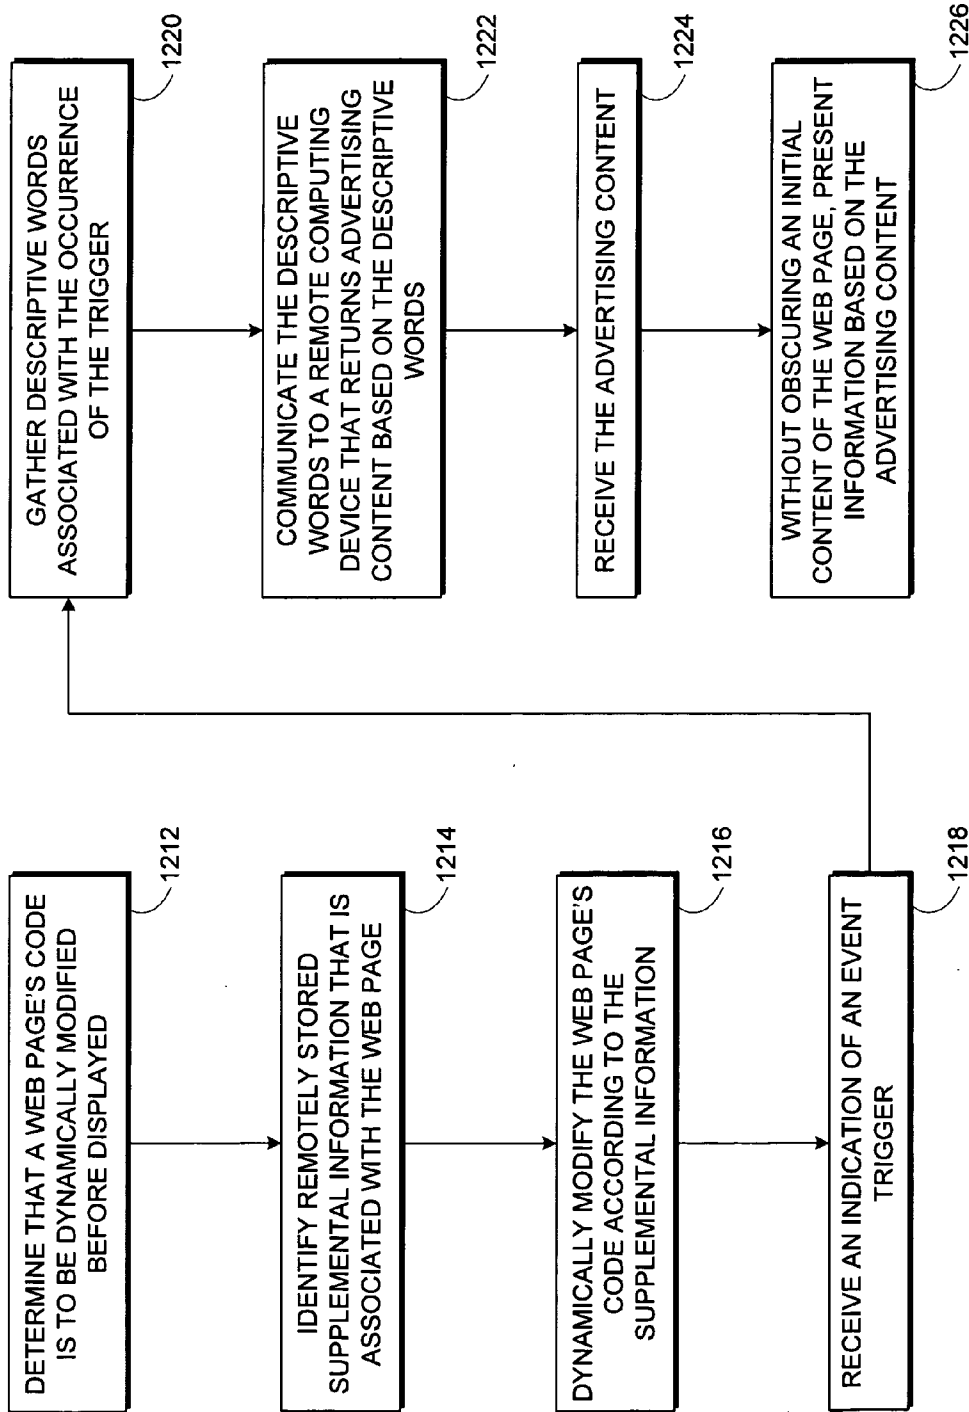 DETERMINE THAT A WEB PAGE'S CODE
IS TO BE DYNAMICALLY MODIFIED
BEFORE DISPLAYED
1212
IDENTIFY REMOTELY STORED
SUPPLEMENTAL INFORMATION THAT IS
ASSOCIATED WITH THE WEB PAGE
1214
DYNAMICALLY MODIFY THE WEB PAGE'S
CODE ACCORDING TO THE
SUPPLEMENTAL INFORMATION
1216
RECEIVE AN INDICATION OF AN EVENT
TRIGGER
1218
GATHER DESCRIPTIVE WORDS
ASSOCIATED WITH THE OCCURRENCE
OF THE TRIGGER
1220
COMMUNICATE THE DESCRIPTIVE
WORDS TO A REMOTE COMPUTING
DEVICE THAT RETURNS ADVERTISING
CONTENT BASED ON THE DESCRIPTIVE
WORDS
1222
RECEIVE THE ADVERTISING CONTENT
1224
WITHOUT OBSCURING AN INITIAL
CONTENT OF THE WEB PAGE, PRESENT
INFORMATION BASED ON THE
ADVERTISING CONTENT
1226